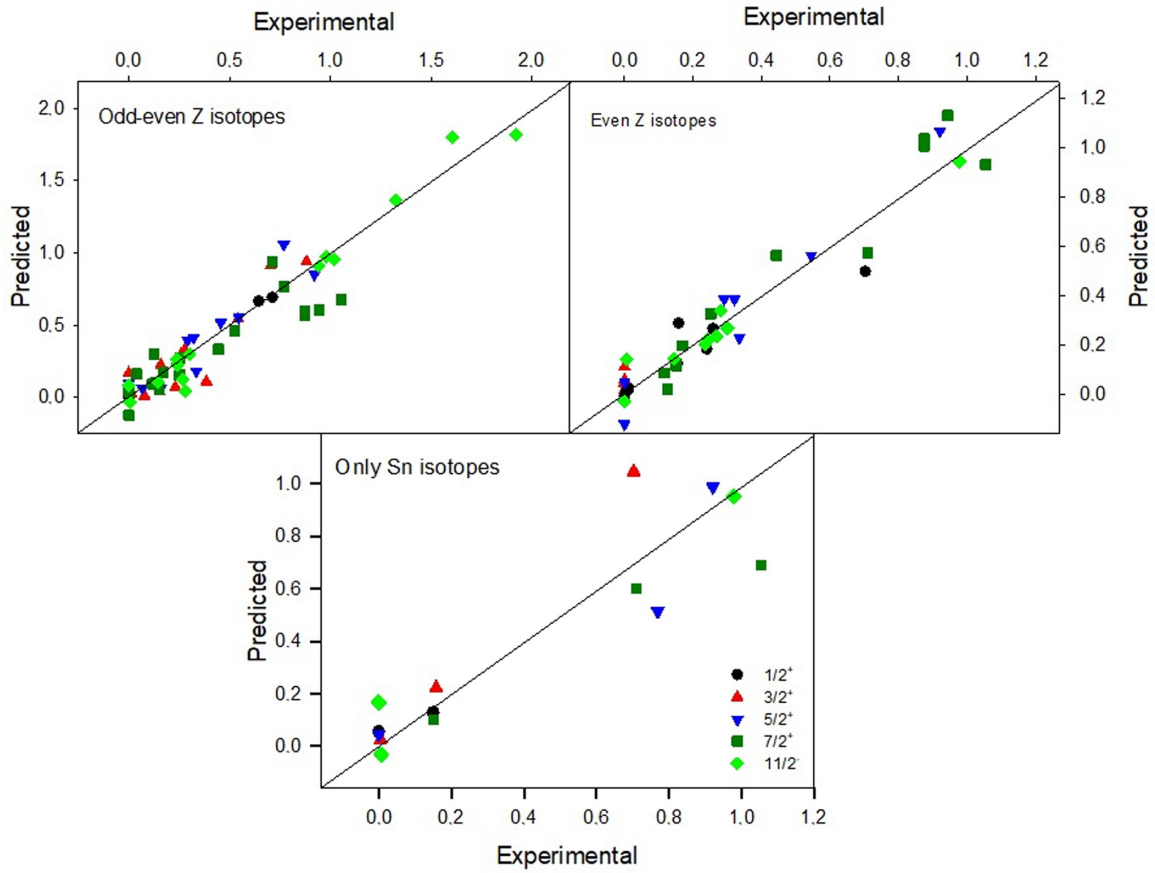 Experimental
Experimental
0.0 0.5 1.0 1.5 2.0
0.0 0.2 0.4 0.6 0.8 1.0 1.2
Odd-even Z isotopes
Even Z isotopes
Predicted
2.0
1.5
1.0
0.5
0.0
1.2
1.0
0.8
0.6
0.4
0.2
0.0
Predicted
Only Sn isotopes
Predicted
1.0
0.8
0.6
0.4
0.2
0.0
1/2⁺
3/2⁺
5/2⁺
7/2⁺
11/2⁻
0.0 0.2 0.4 0.6 0.8 1.0 1.2
Experimental